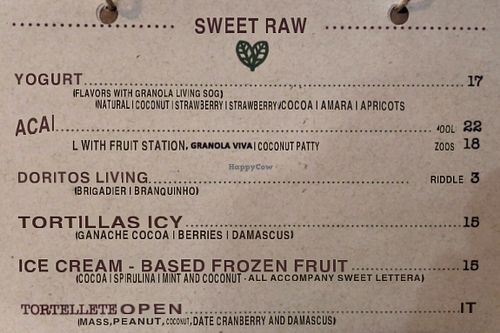 SWEET RAW
YOGURT 17
(FLAVORS WITH GRANOLA LIVING SOG)
(NATURAL | COCONUT | STRAWBERRY | STRAWBERRY/COCOA | AMARA | APRICOTS
ACAI OOL 22
L WITH FRUIT STATION, GRANOLA VIVA | COCONUT PATTY ZOOS 18
HappyCow
DORITOS LIVING RIDDLE 3
(BRIGADIER | BRANQUINHO)
TORTILLAS ICY 15
(GANACHE COCOA | BERRIES | DAMASCUS)
ICE CREAM - BASED FROZEN FRUIT 15
(COCOA | SPIRULINA | MINT AND COCONUT - ALL ACCOMPANY SWEET LETTERA)
TORTELLETE OPEN IT
(MASS, PEANUT, COCONUT, DATE CRANBERRY AND DAMASCUS)